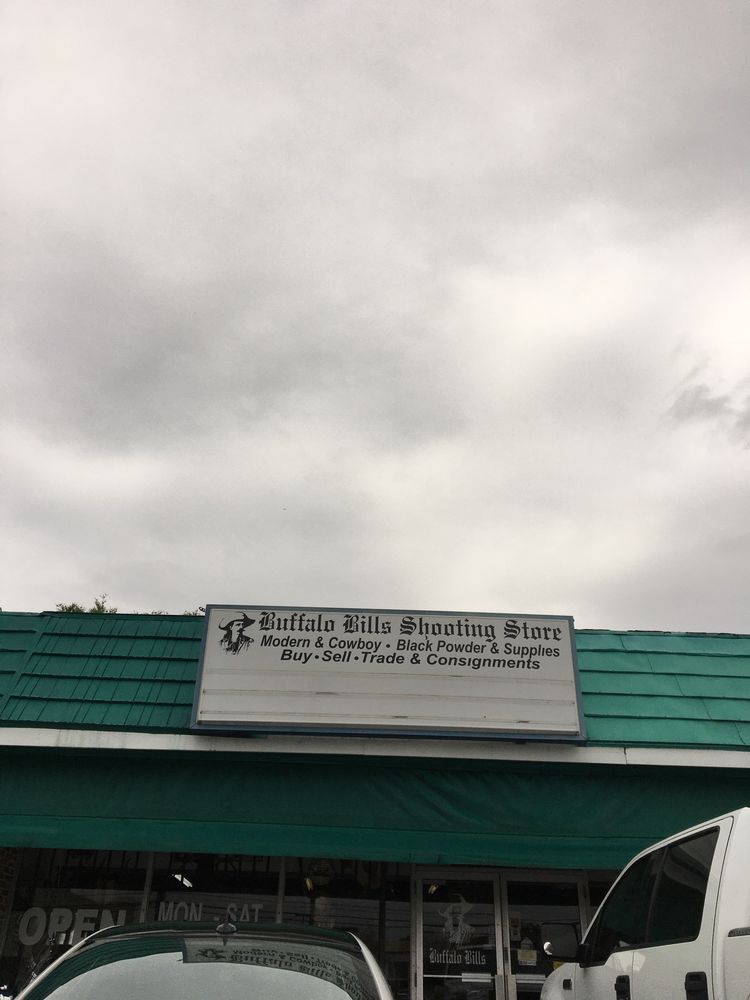 Buffalo Bills Shooting Store
Modern & Cowboy • Black Powder & Supplies
Buy • Sell • Trade & Consignments
OPEN MON - SAT
Buffalo Bills